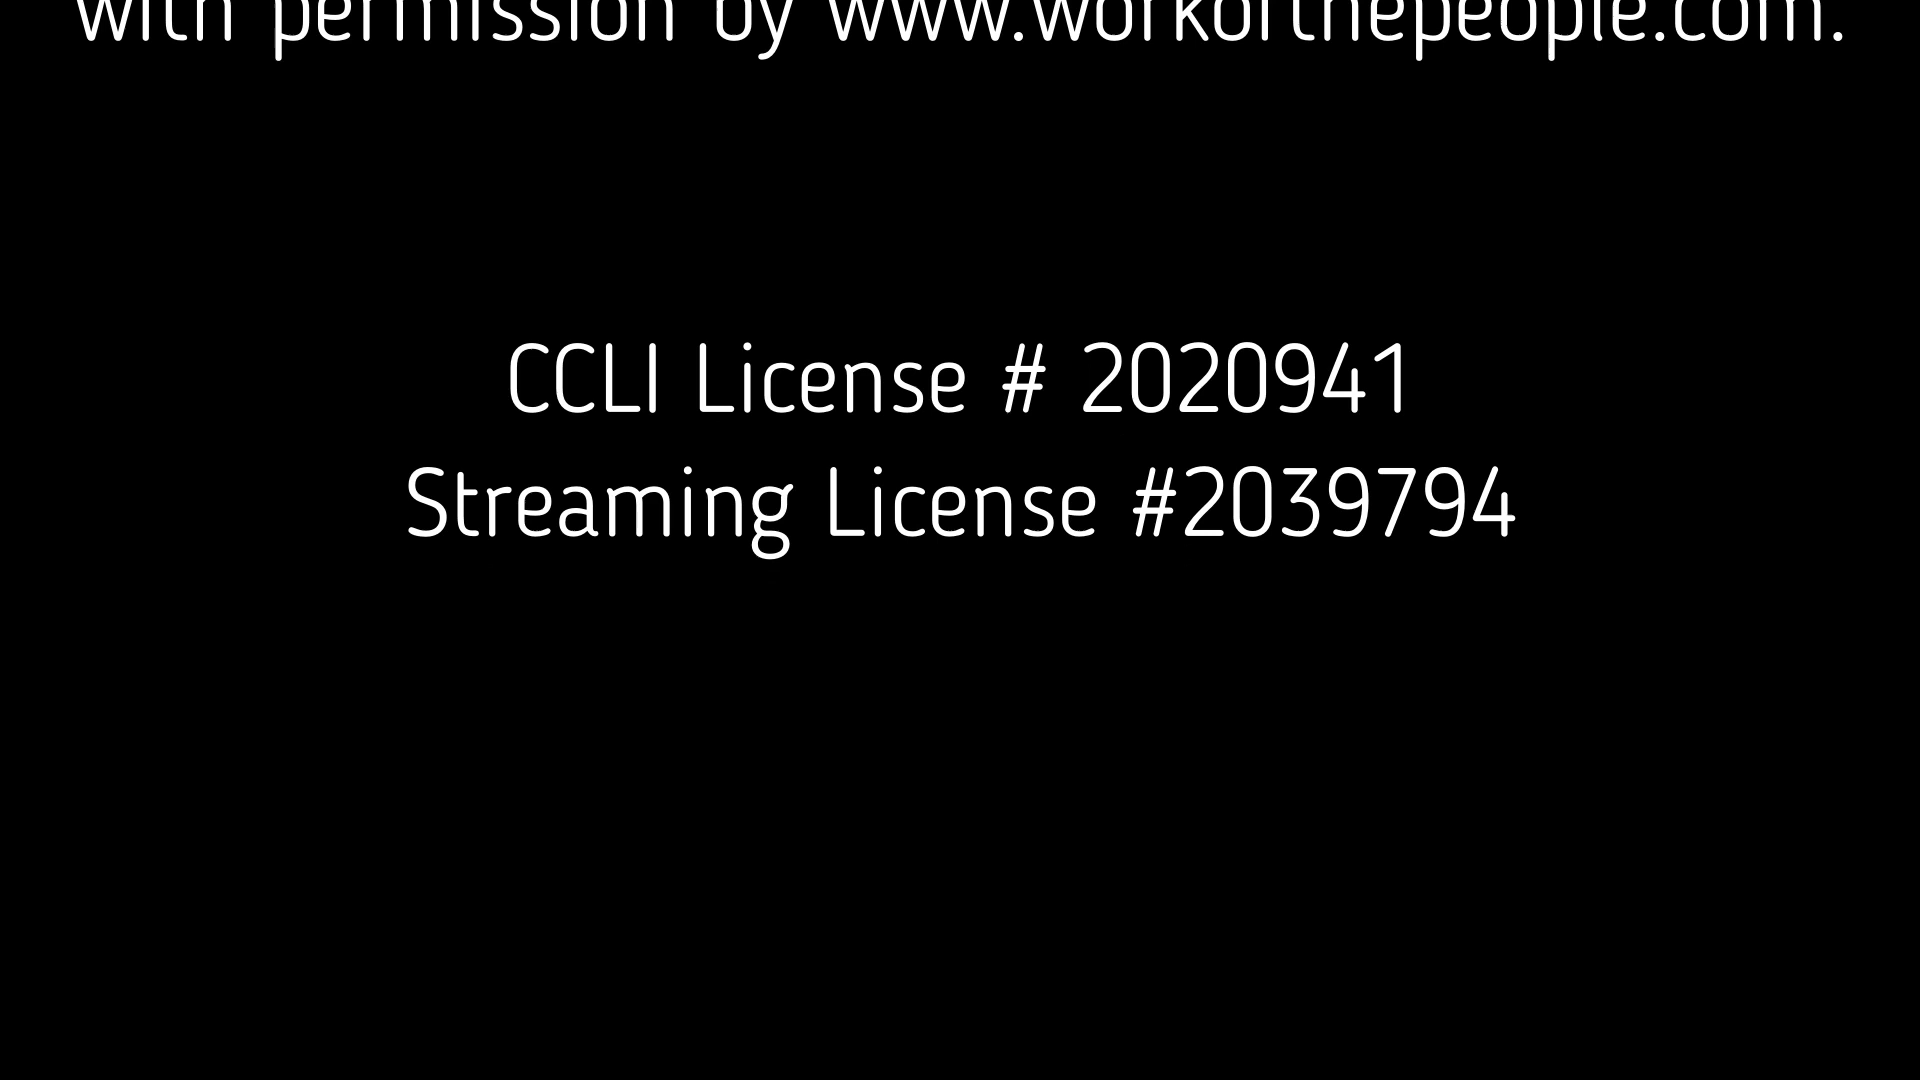 with permission by www.workofthepeople.com.
CCLI License # 2020941
Streaming License #2039794